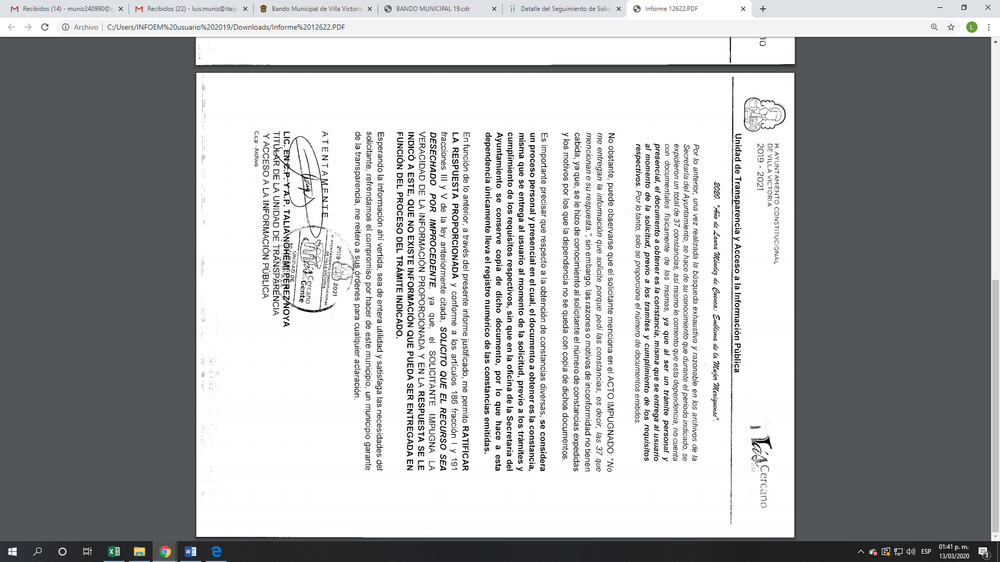 Recibidos (14) - muniz240990@g
Recibidos (22) - luis.muniz@itaip
Bando Municipal de Villa Victoria
BANDO MUNICIPAL 19.cdr
Detalle del Seguimiento de Solici
Informe 12622.PDF
Archivo
C:/Users/INFOEM%20usuario%202019/Downloads/Informe%2012622.PDF
L
no
H. AYUNTAMIENTO CONSTITUCIONAL
DE VILLA VICTORIA
2019 - 2021
Cercano
Unidad de Transparencia y Acceso a la Información Pública
2020. "Año de Laura Méndez de Cuenca; Emblema de la Mujer Mexiquense".
Por lo anterior, una vez realizada la búsqueda exhaustiva y razonable en los archivos de la
Secretaría del Ayuntamiento, se hace de su conocimiento que durante el periodo indicado, se
expidieron un total de 37 constancias, así mismo le comento que esta dependencia, no cuenta
con documentales físicamente de las mismas, ya que al ser un trámite personal y
presencial, el documento a obtener es la constancia, misma que se entrega al usuario
al momento de la solicitud, previo a los tramites y cumplimiento de los requisitos
respectivos. Por lo tanto, solo se proporciona el número de documentos emitidos.
No obstante, puede observarse que el solicitante menciona en el ACTO IMPUGNADO: "No
me entregan la información que solicite porque pedi las constancias, es decir, las 37 que
mencionan e su respuesta.", sin embargo, las razones o motivos de inconformidad no tienen
cabida, ya que, se le hizo de conocimiento al solicitante el número de constancias expedidas
y los motivos por los que la dependencia no se queda con copia de dichos documentos.
Es importante precisar que respecto a la obtención de constancias diversas, se considera
un proceso personal y presencial en el cual, el documento a obtener es la constancia,
misma que se entrega al usuario al momento de la solicitud, previo a los trámites y
cumplimiento de los requisitos respectivos, sin que en la oficina de la Secretaria del
Ayuntamiento se conserve copia de dicho documento, por lo que hace a esta
dependencia únicamente lleva el registro numérico de las constancias emitidas.
En función de lo anterior, a través del presente informe justificado, me permito RATIFICAR
LA RESPUESTA PROPORCIONADA y conforme a los artículos 186 fracción I y 191
fracciones III y V de la ley anteriormente citada, SOLICITO QUE EL RECURSO SEA
DESECHADO POR IMPROCEDENTE, ya que, el SOLICITANTE IMPUGNA LA
VERACIDAD DE LA INFORMACIÓN PROPORCIONADA Y EN LA RESPUESTA SE LE
INDICÓ A ESTE, QUE NO EXISTE INFORMACIÓN QUE PUEDA SER ENTREGADA EN
FUNCIÓN DEL PROCESO DEL TRÁMITE INDICADO.
Esperando la información ahí vertida, sea de entera utilidad y satisfaga las necesidades del
solicitante, refrendamos el compromiso por hacer de este municipio, un municipio garante
de la transparencia, me reitero a sus órdenes para cualquier aclaración.
2019 2021
H. AYUNTAMIENTO CONSTITUCIONAL
DE VILLA VICTORIA
Más Cercano
Gente
UNIDAD DE
ATENTAMENTE
LIC. EN C.P. Y A.P. TALIA NOHEMI PEREZ NOYA
TITULAR DE LA UNIDAD DE TRANSPARENCIA
Y ACCESO A LA INFORMACIÓN PÚBLICA
C.c.p - Archivo
ESP
01:41 p. m.
13/03/2020
3